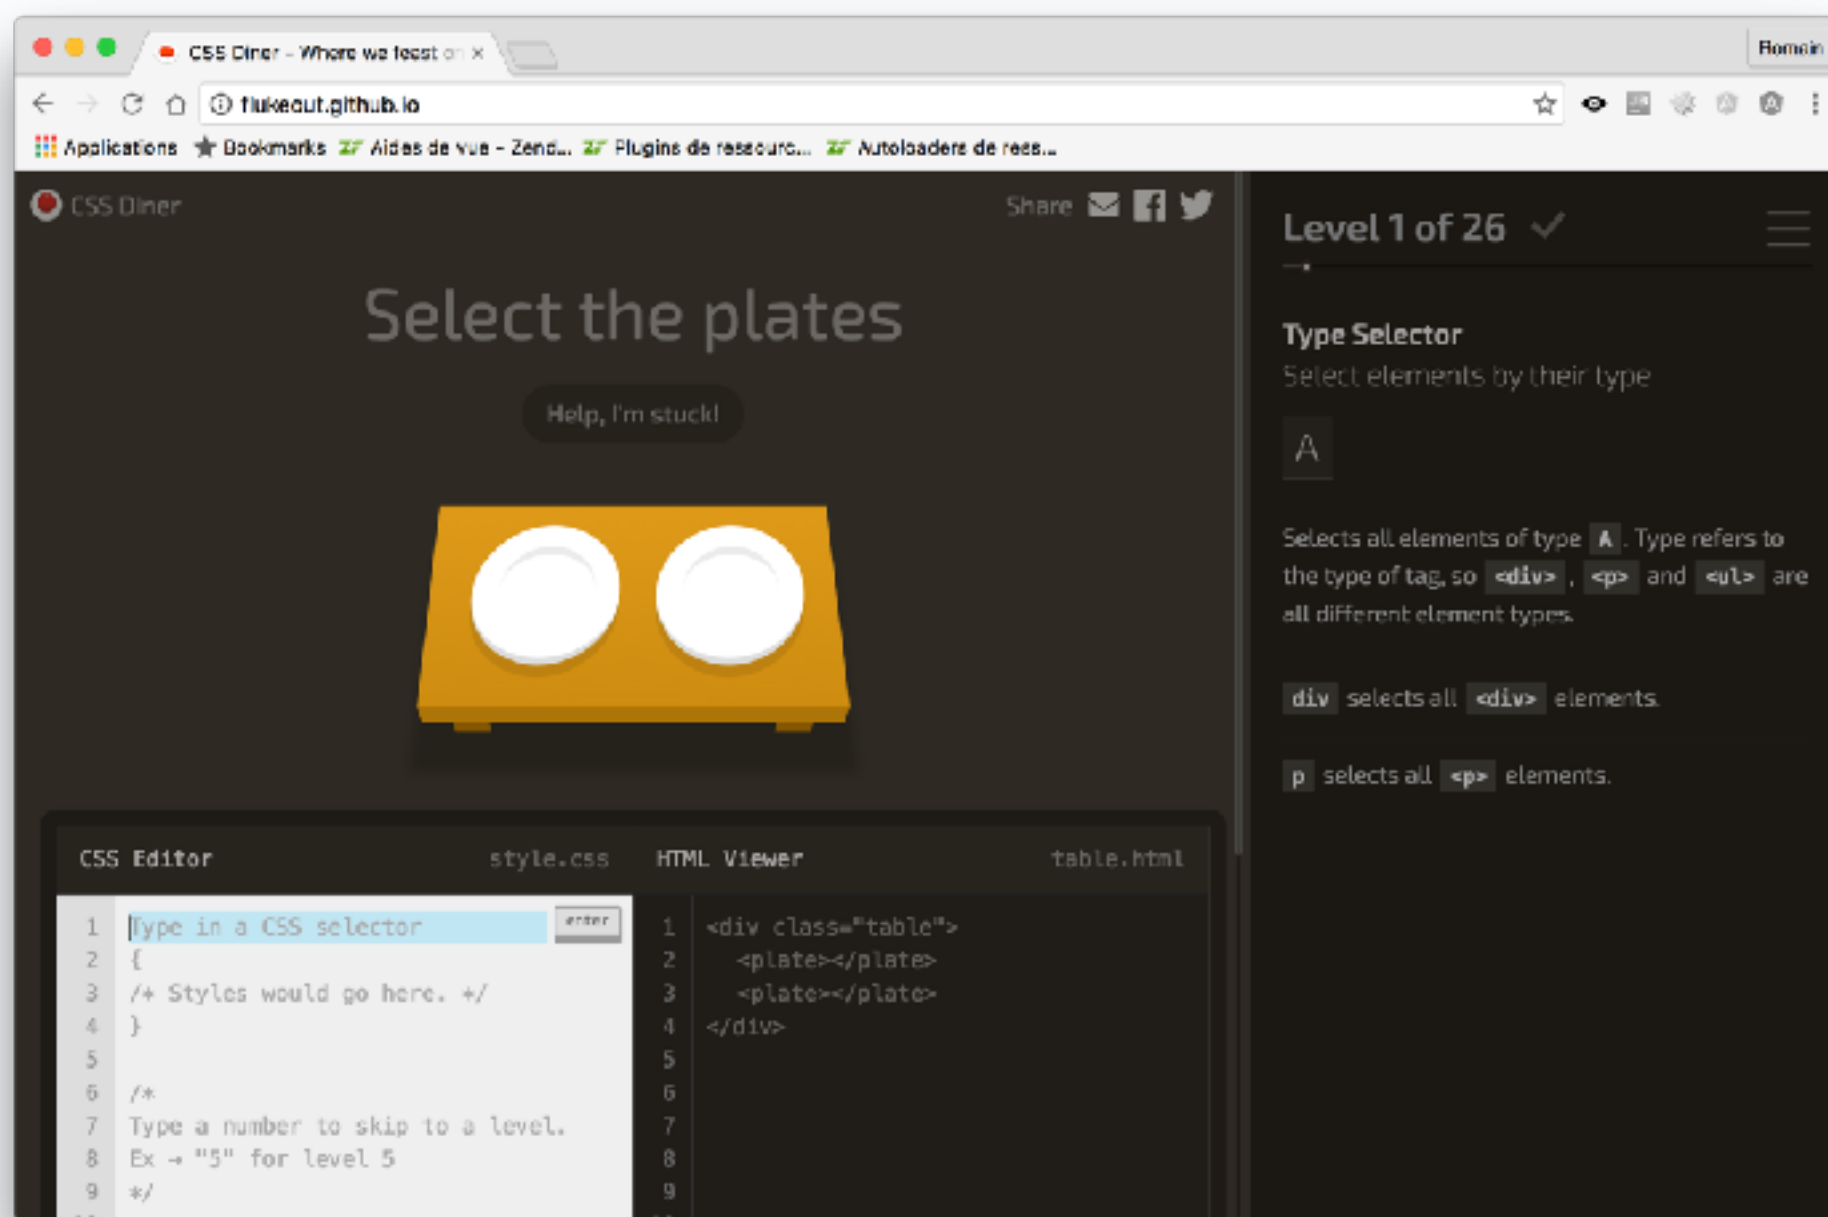 CSS Diner - Where we feast on
Romain
flukeout.github.io
Applications Bookmarks Aides de vue - Zend... Plugins de ressourc... Autoloaders de ress...
CSS Diner
Share
Select the plates
Help, I'm stuck!
CSS Editor style.css
1 Type in a CSS selector enter
2 {
3 /* Styles would go here. */
4 }
5
6 /*
7 Type a number to skip to a level.
8 Ex → "5" for level 5
9 */
HTML Viewer table.html
1 <div class="table">
2 <plate></plate>
3 <plate></plate>
4 </div>
5
6
7
8
9
Level 1 of 26
Type Selector
Select elements by their type
A
Selects all elements of type A . Type refers to
the type of tag, so <div> , <p> and <ul> are
all different element types.
div selects all <div> elements.
p selects all <p> elements.